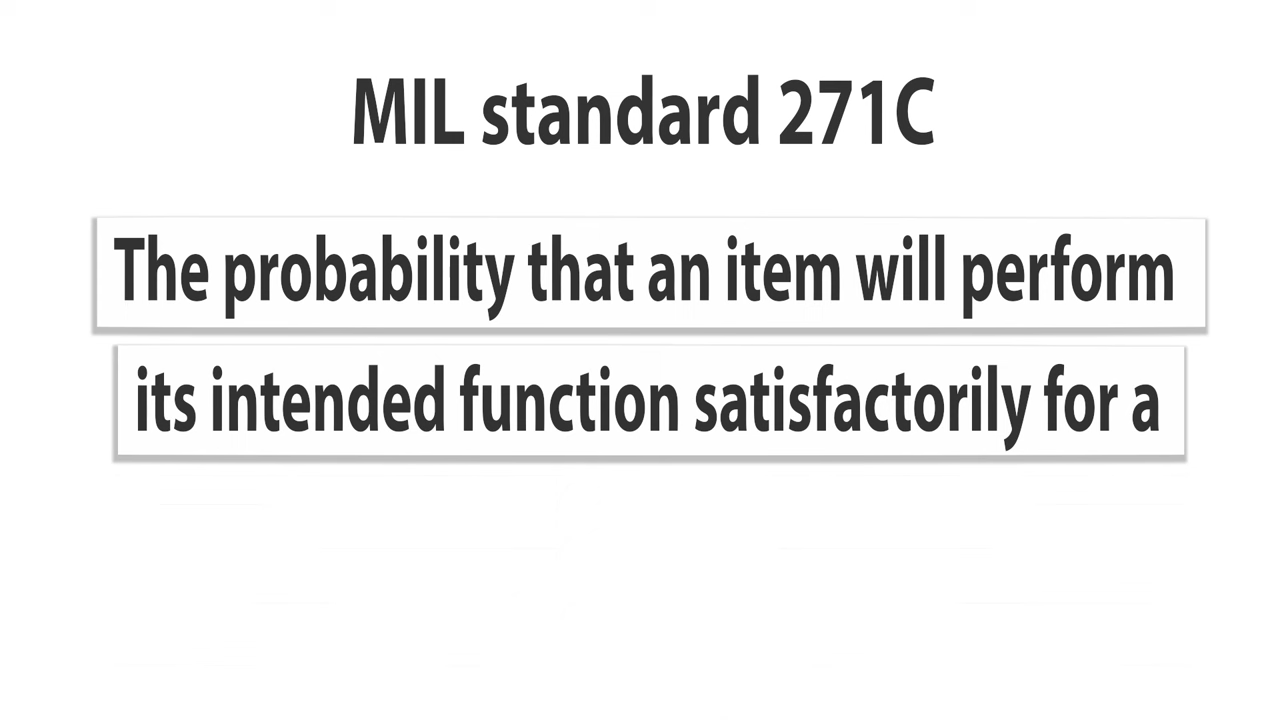 MIL standard 271C
The probability that an item will perform
its intended function satisfactorily for a